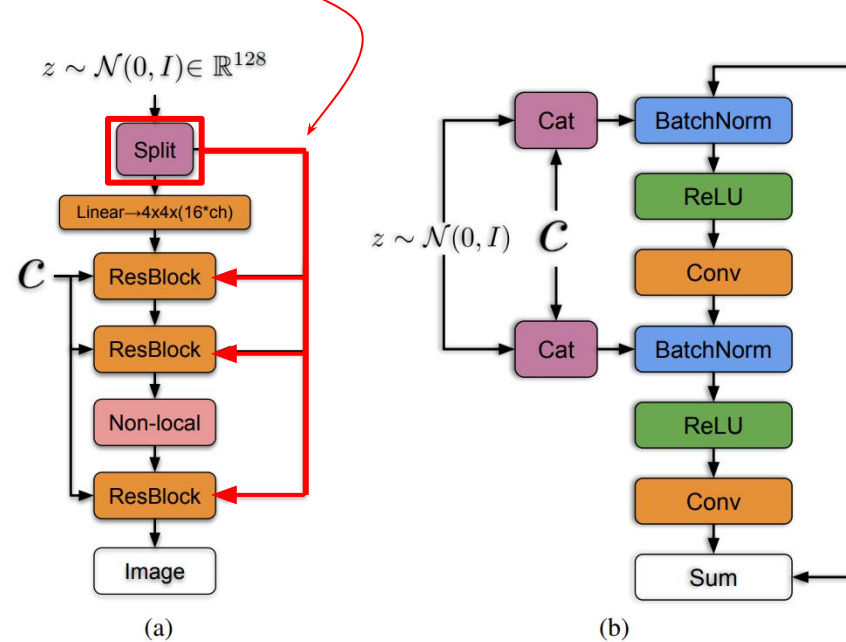 z ∼ 𝒩(0, I)∈ ℝ¹²⁸
Split
Linear→4x4x(16*ch)
C
ResBlock
ResBlock
Non-local
ResBlock
Image
(a)
Cat
BatchNorm
ReLU
z ∼ 𝒩(0, I)
C
Conv
Cat
BatchNorm
ReLU
Conv
Sum
(b)